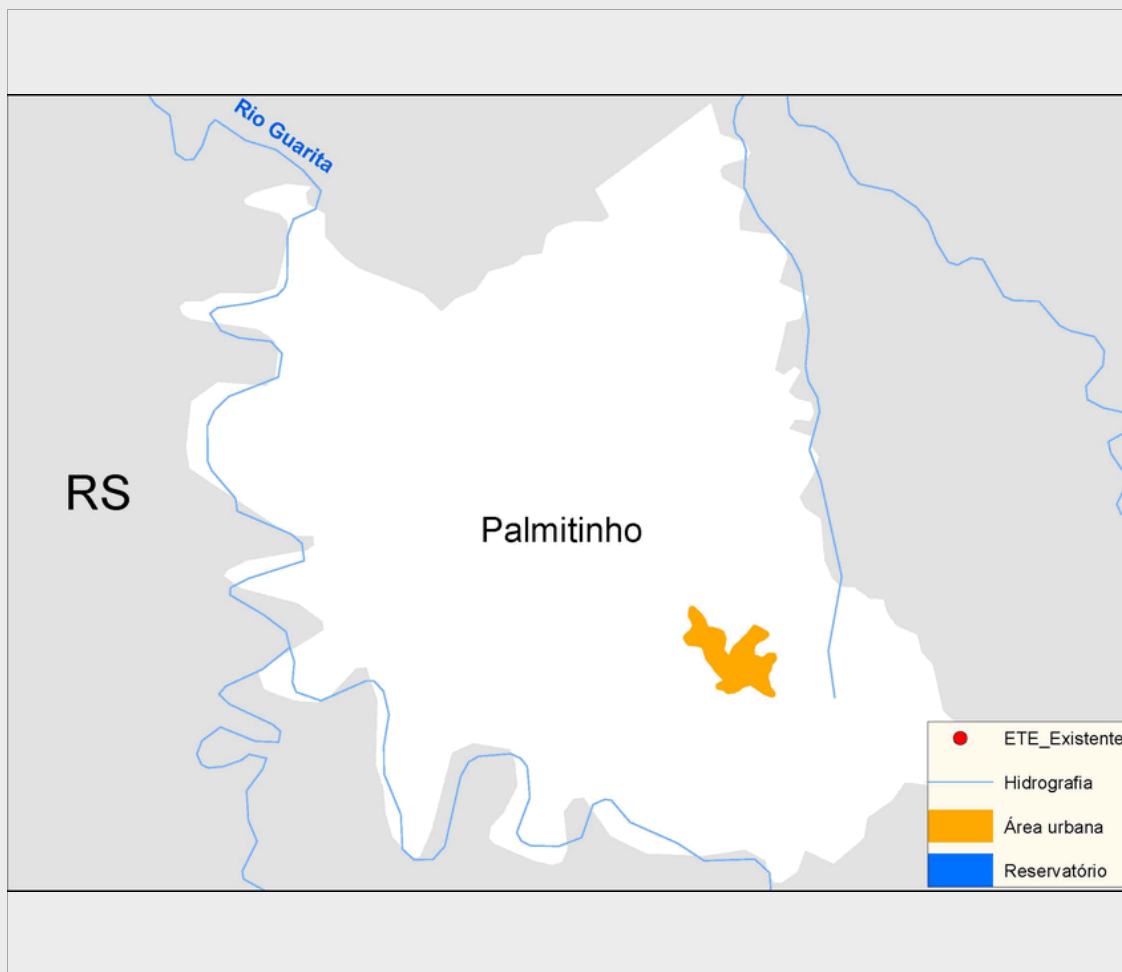 Rio Guarita
RS
Palmitinho
ETE_Existente
Hidrografia
Área urbana
Reservatório